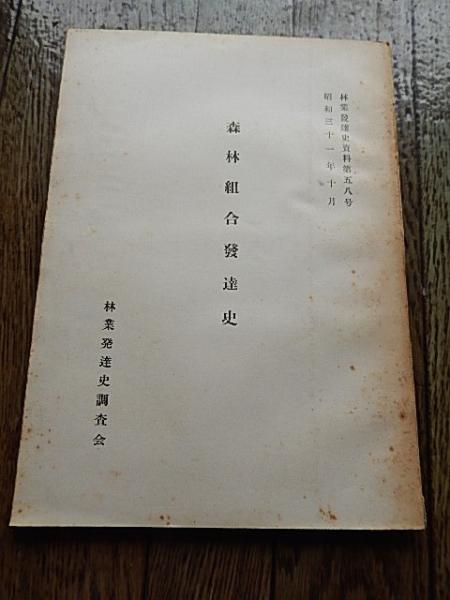 林業発達史資料第五八号
昭和三十一年十月
森林組合發達史
林業発達史調査会